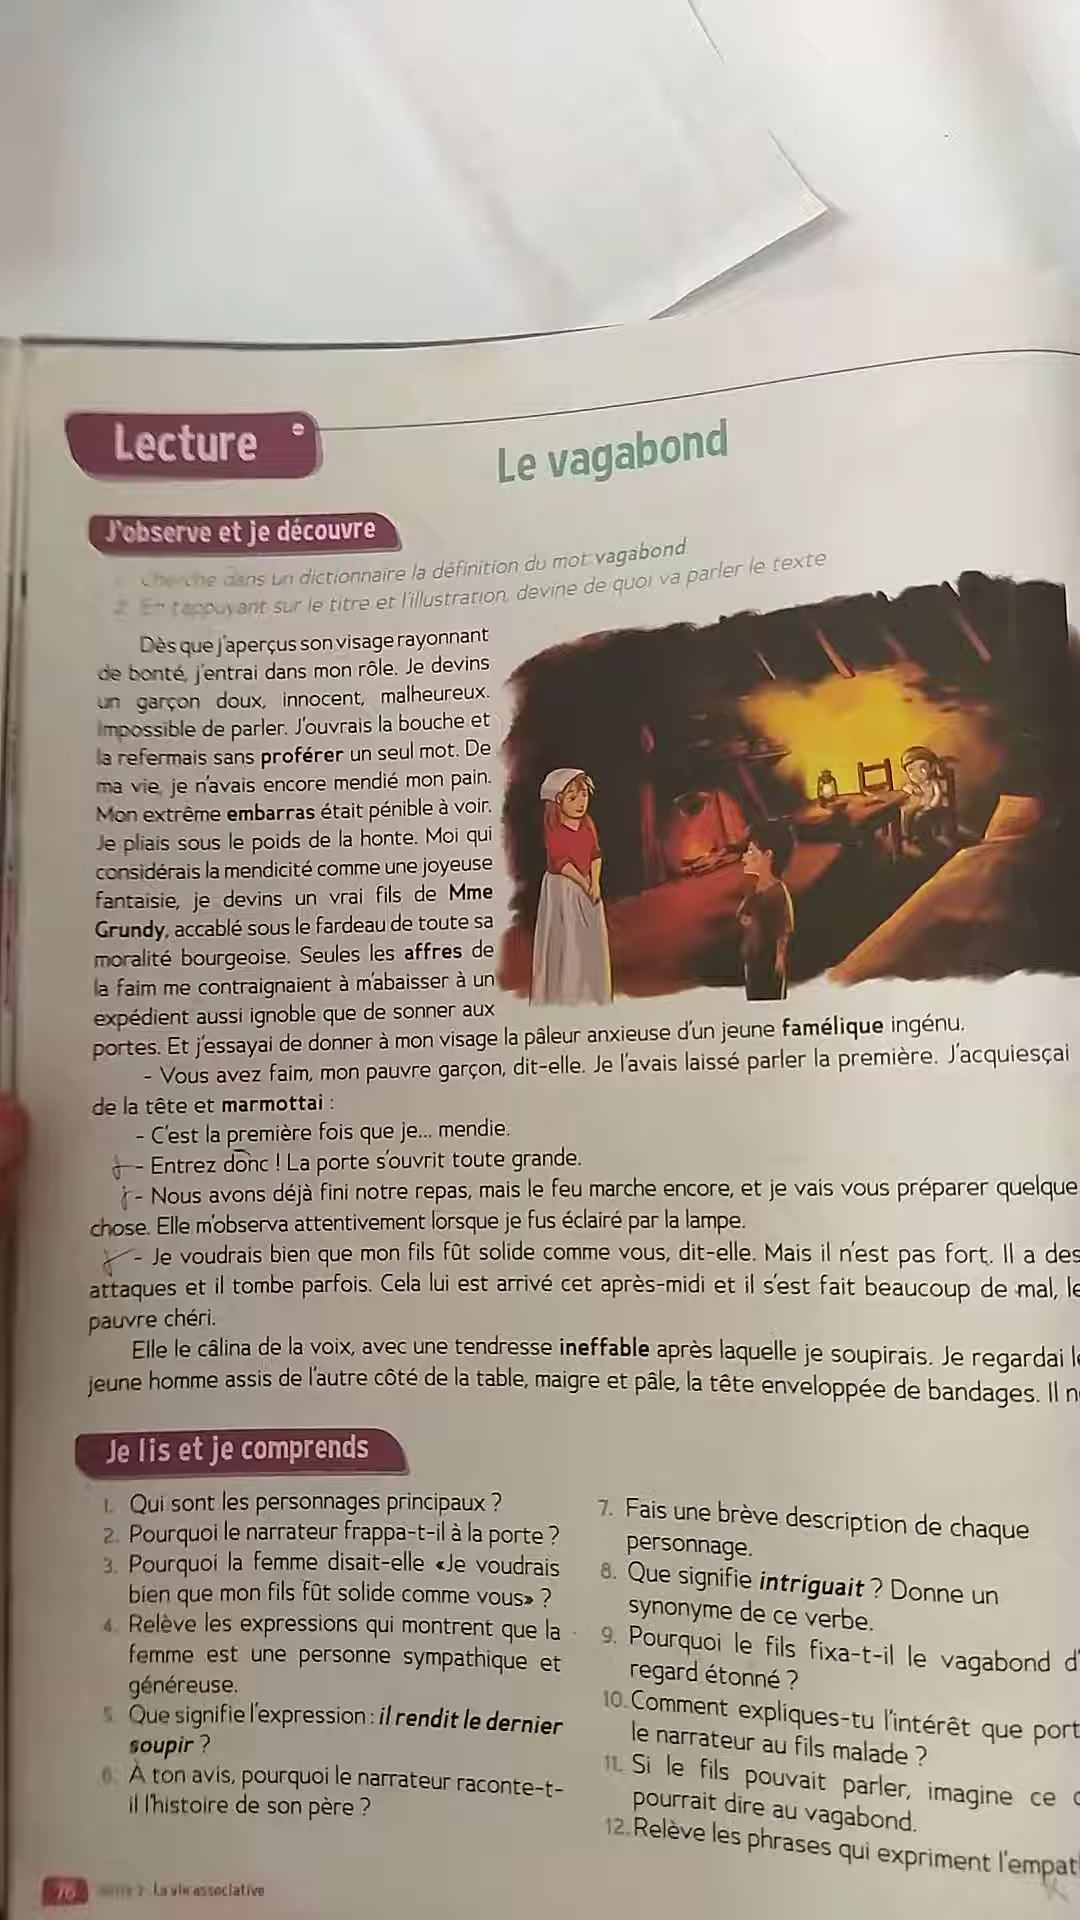 Lecture
Le vagabond
J'observe et je découvre
1. Cherche dans un dictionnaire la définition du mot vagabond
2. En t'appuyant sur le titre et l'illustration, devine de quoi va parler le texte
Dès que j'aperçus son visage rayonnant
de bonté, j'entrai dans mon rôle. Je devins
un garçon doux, innocent, malheureux.
Impossible de parler. J'ouvrais la bouche et
la refermais sans proférer un seul mot. De
ma vie, je n'avais encore mendié mon pain.
Mon extrême embarras était pénible à voir.
Je pliais sous le poids de la honte. Moi qui
considérais la mendicité comme une joyeuse
fantaisie, je devins un vrai fils de Mme
Grundy, accablé sous le fardeau de toute sa
moralité bourgeoise. Seules les affres de
la faim me contraignaient à m'abaisser à un
expédient aussi ignoble que de sonner aux
portes. Et j'essayai de donner à mon visage la pâleur anxieuse d'un jeune famélique ingénu.
- Vous avez faim, mon pauvre garçon, dit-elle. Je l'avais laissé parler la première. J'acquiesçai
de la tête et marmottai :
- C'est la première fois que je... mendie.
- Entrez donc ! La porte s'ouvrit toute grande.
- Nous avons déjà fini notre repas, mais le feu marche encore, et je vais vous préparer quelque
chose. Elle m'observa attentivement lorsque je fus éclairé par la lampe.
- Je voudrais bien que mon fils fût solide comme vous, dit-elle. Mais il n'est pas fort. Il a des
attaques et il tombe parfois. Cela lui est arrivé cet après-midi et il s'est fait beaucoup de mal, le
pauvre chéri.
Elle le câlina de la voix, avec une tendresse ineffable après laquelle je soupirais. Je regardai le
jeune homme assis de l'autre côté de la table, maigre et pâle, la tête enveloppée de bandages. Il n
Je lis et je comprends
1. Qui sont les personnages principaux ?
2. Pourquoi le narrateur frappa-t-il à la porte ?
3. Pourquoi la femme disait-elle «Je voudrais
bien que mon fils fût solide comme vous» ?
4. Relève les expressions qui montrent que la
femme est une personne sympathique et
généreuse.
5. Que signifie l'expression : il rendit le dernier
soupir ?
6. À ton avis, pourquoi le narrateur raconte-t-
il l'histoire de son père ?
7. Fais une brève description de chaque
personnage.
8. Que signifie intriguait ? Donne un
synonyme de ce verbe.
9. Pourquoi le fils fixa-t-il le vagabond d'
regard étonné ?
10. Comment expliques-tu l'intérêt que port
le narrateur au fils malade ?
11. Si le fils pouvait parler, imagine ce
pourrait dire au vagabond.
12. Relève les phrases qui expriment l'empat
La vie associative